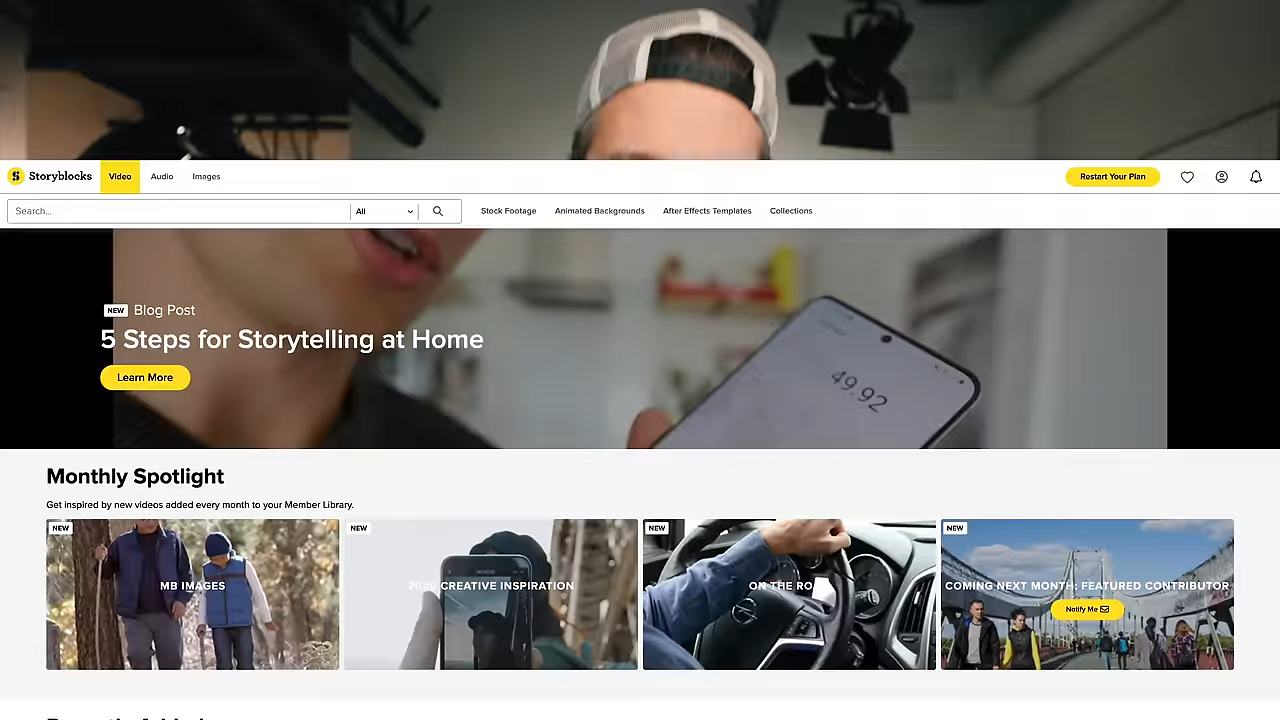 Storyblocks Video Audio Images Restart Your Plan
Search... All Stock Footage Animated Backgrounds After Effects Templates Collections
NEW Blog Post
5 Steps for Storytelling at Home
Learn More
49.92
Monthly Spotlight
Get inspired by new videos added every month to your Member Library.
NEW NEW NEW NEW
MB IMAGES
CREATIVE INSPIRATION
ON THE
COMING NEXT MONTH: FEATURED CONTRIBUTOR
Notify Me